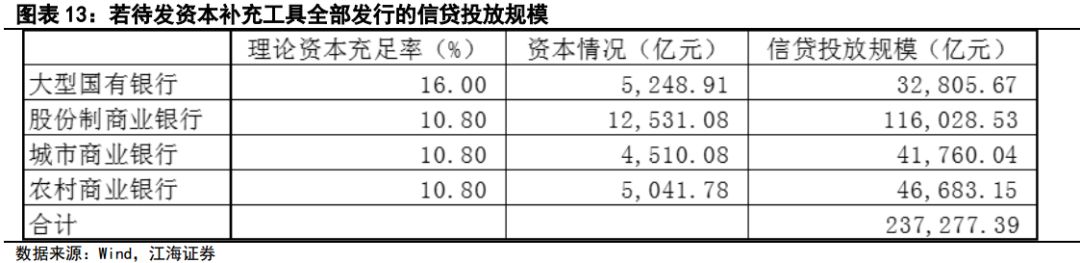 图表 13：若待发资本补充工具全部发行的信贷投放规模
理论资本充足率（%） 资本情况（亿元） 信贷投放规模（亿元）
大型国有银行 16.00 5,248.91 32,805.67
股份制商业银行 10.80 12,531.08 116,028.53
城市商业银行 10.80 4,510.08 41,760.04
农村商业银行 10.80 5,041.78 46,683.15
合计 237,277.39
数据来源：Wind，江海证券